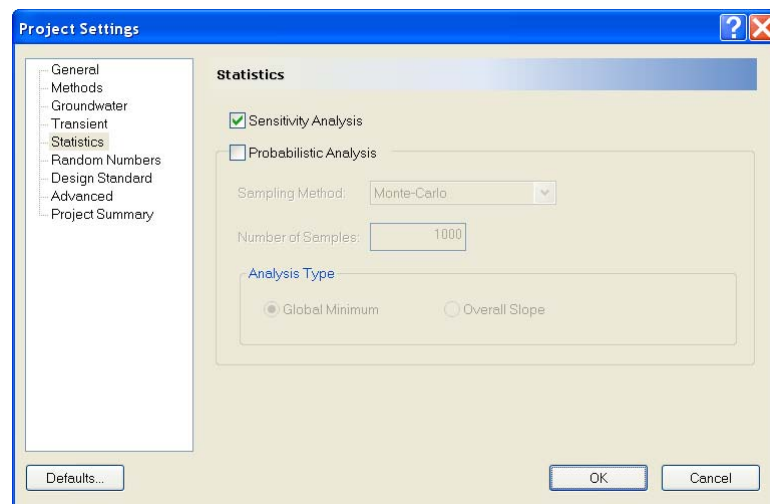 Project Settings
General
Methods
Groundwater
Transient
Statistics
Random Numbers
Design Standard
Advanced
Project Summary
Statistics
Sensitivity Analysis
Probabilistic Analysis
Sampling Method: Monte-Carlo
Number of Samples: 1000
Analysis Type
Global Minimum Overall Slope
Defaults... OK Cancel